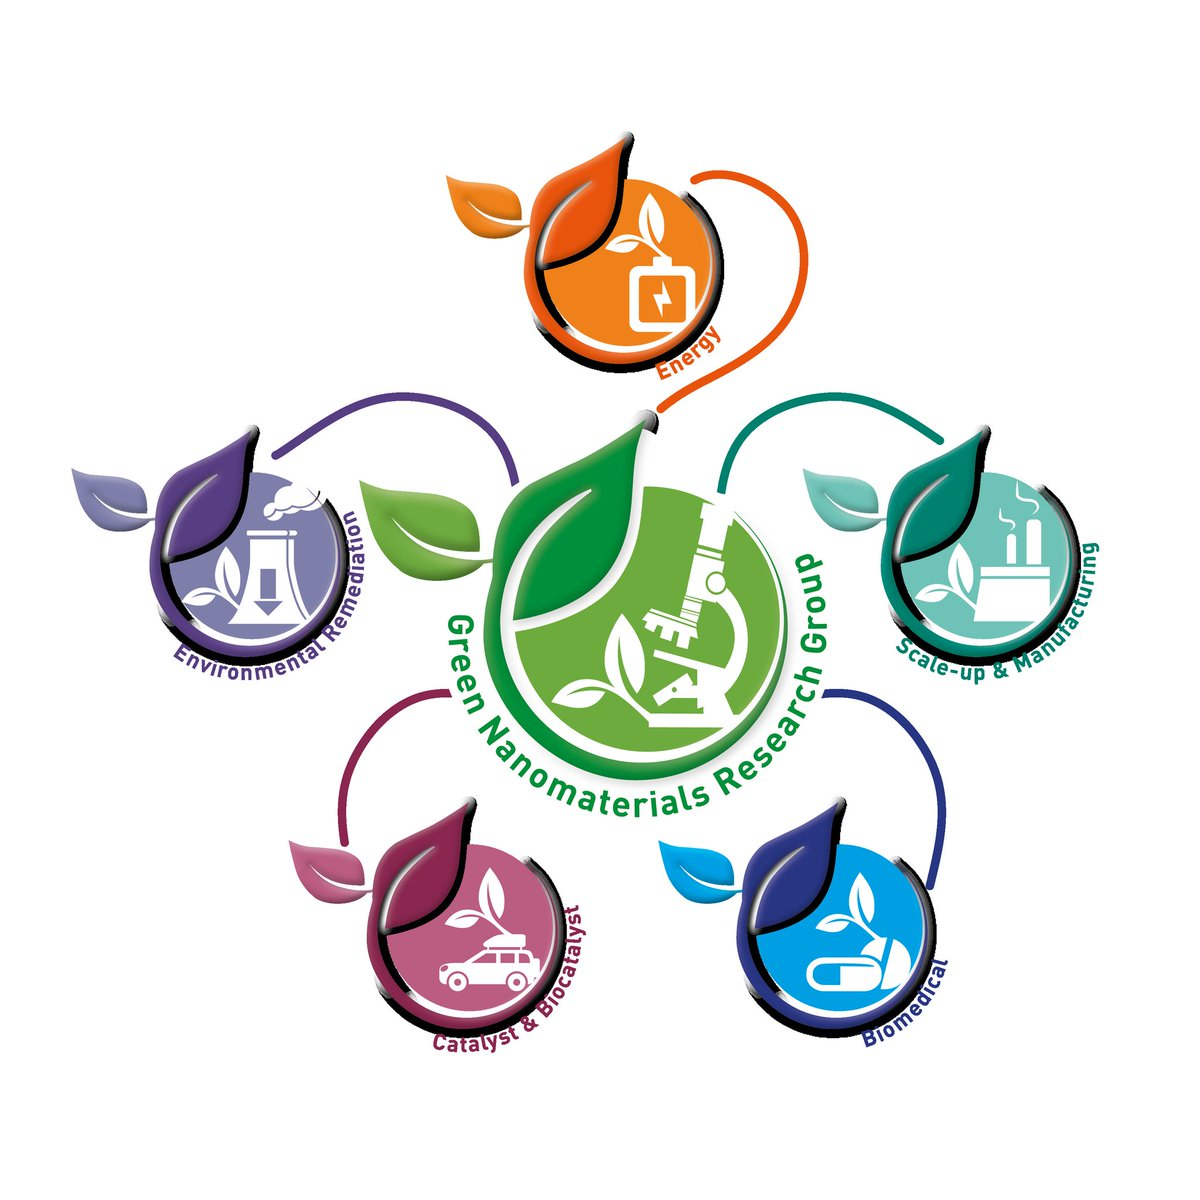 Energy
Environmental Remediation
Green Nanomaterials Research Group
Scale-up & Manufacturing
Catalyst & Biocatalyst
Biomedical